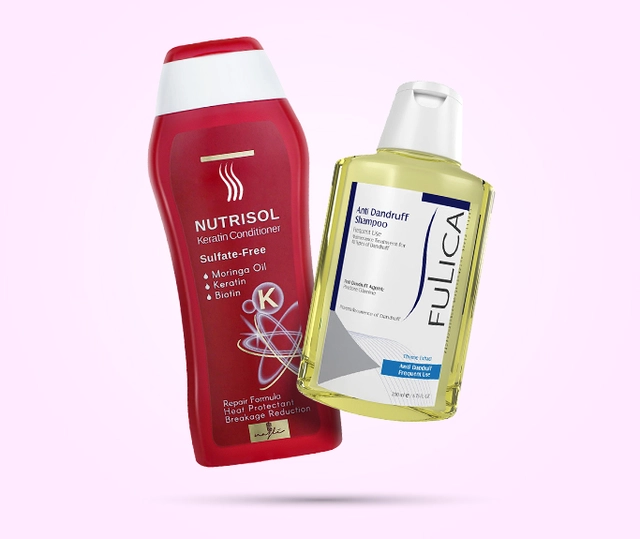 NUTRISOL
Keratin Conditioner
Sulfate-Free
Moringa Oil
Keratin
Biotin
K
Repair Formula
Heat Protectant
Breakage Reduction
Anti Dandruff
Shampoo
Frequent Use
FULICA
Anti Dandruff
Frequent Use